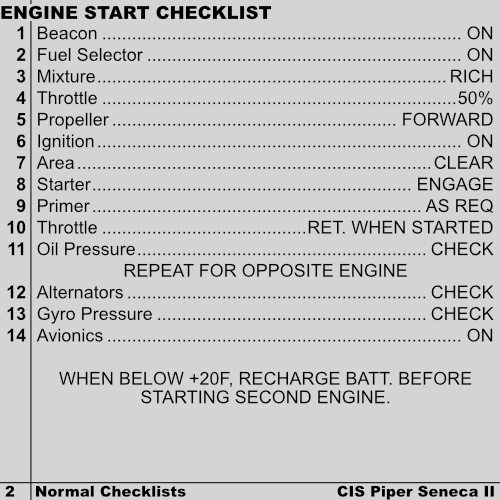 ENGINE START CHECKLIST
1 Beacon ............................................................. ON
2 Fuel Selector ..................................................... ON
3 Mixture........................................................... RICH
4 Throttle ...........................................................50%
5 Propeller ............................................... FORWARD
6 Ignition ............................................................. ON
7 Area...........................................................CLEAR
8 Starter..................................................... ENGAGE
9 Primer....................................................... AS REQ
10 Throttle ..................................RET. WHEN STARTED
11 Oil Pressure................................................ CHECK
REPEAT FOR OPPOSITE ENGINE
12 Alternators .................................................. CHECK
13 Gyro Pressure ............................................. CHECK
14 Avionics ........................................................... ON
WHEN BELOW +20F, RECHARGE BATT. BEFORE
STARTING SECOND ENGINE.
2 Normal Checklists CIS Piper Seneca II